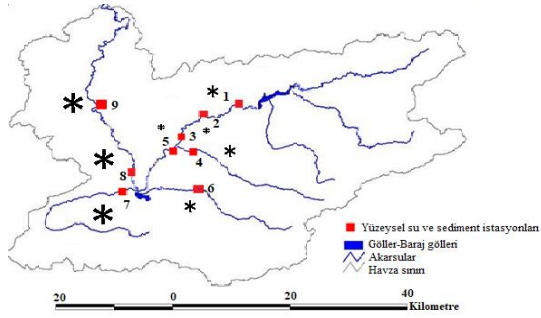 1
2
3
4
5
6
7
8
9
Yüzeysel su ve sediment istasyonları
Göller-Baraj gölleri
Akarsular
Havza sınırı
20 0 20 40
Kilometre